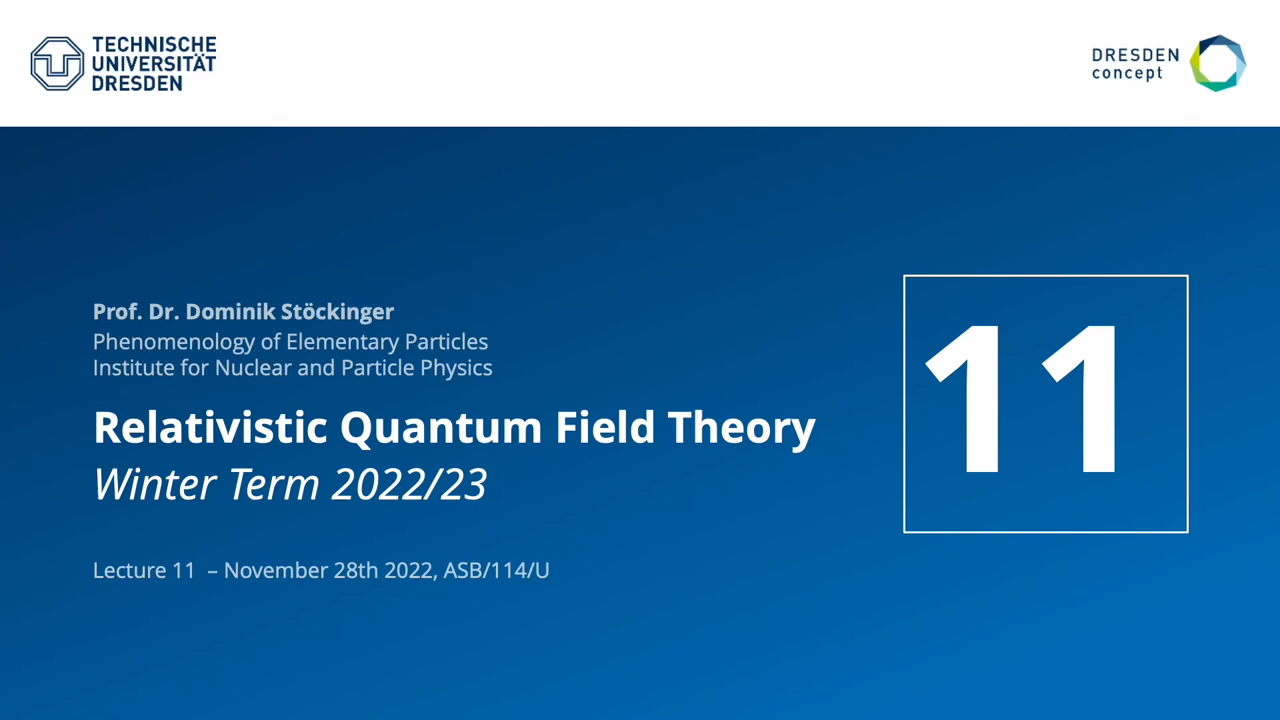 TECHNISCHE
UNIVERSITÄT
DRESDEN
DRESDEN
concept
Prof. Dr. Dominik Stöckinger
Phenomenology of Elementary Particles
Institute for Nuclear and Particle Physics
Relativistic Quantum Field Theory
Winter Term 2022/23
Lecture 11 – November 28th 2022, ASB/114/U
11